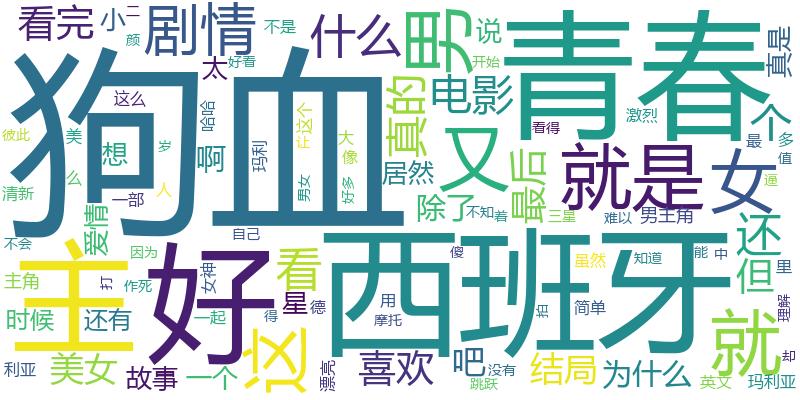 看完
小
二
颜
剧情
不是
好看
什么
男
说
开始
青春
真是
狗血
太
这么
哈哈
真的
电影
激烈
个
彼此
美
想
岁
啊
玛利
这个
大
像
又
看得
最
多
值
么
清新
一部
人
男女
好多
居然
就是
女
逼
爱情
除了
最后
不知
着
三星
难以
男主角
还
不会
因为
自己
主
好
看
西班牙
傻
虽然
知道
能
中
但
里
主角
打
作死
女神
星
德
用
拍
简单
理解
时候
还有
一起
得
摩托
这
就
利亚
美女
故事
一个
漂亮
喜欢
吧
没有
跳跃
结局
为什么
英文
却
玛利亚